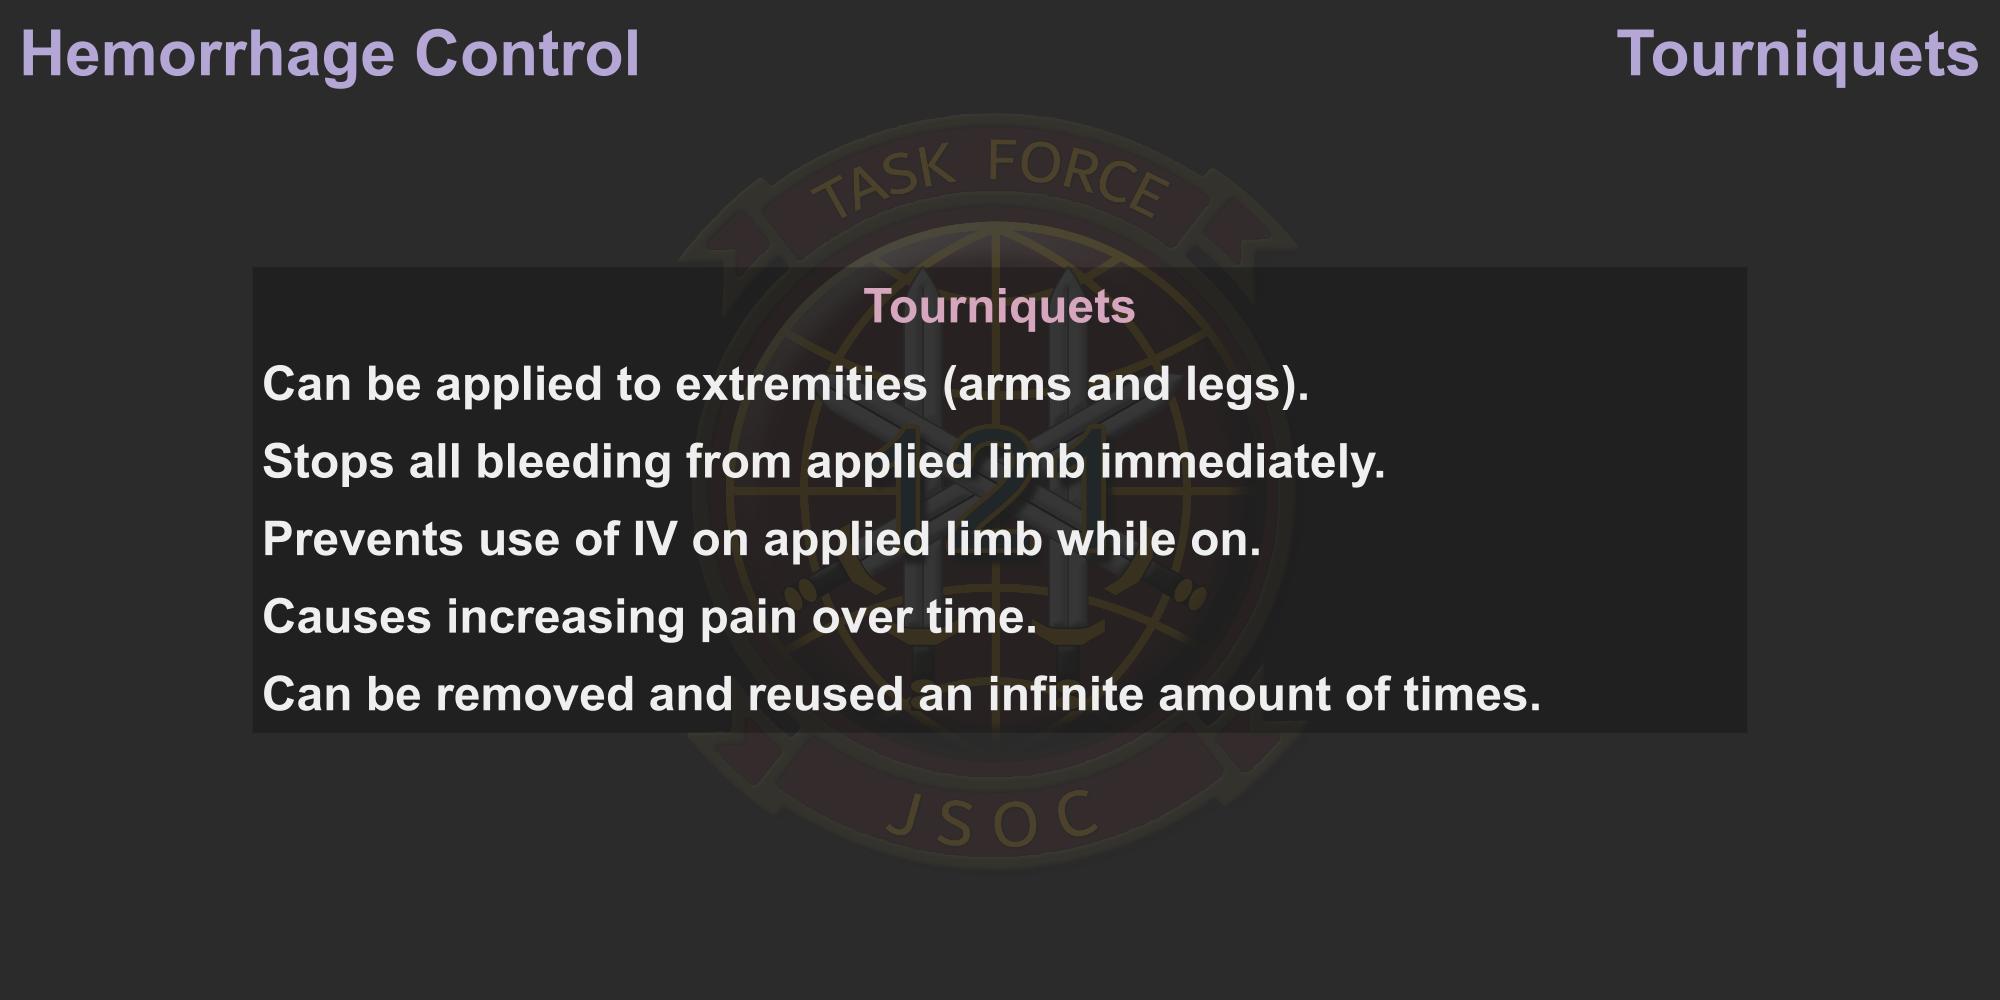 Hemorrhage Control
Tourniquets
TASK FORCE
Tourniquets
Can be applied to extremities (arms and legs).
Stops all bleeding from applied limb immediately.
121
Prevents use of IV on applied limb while on.
Causes increasing pain over time.
Can be removed and reused an infinite amount of times.
JSOC